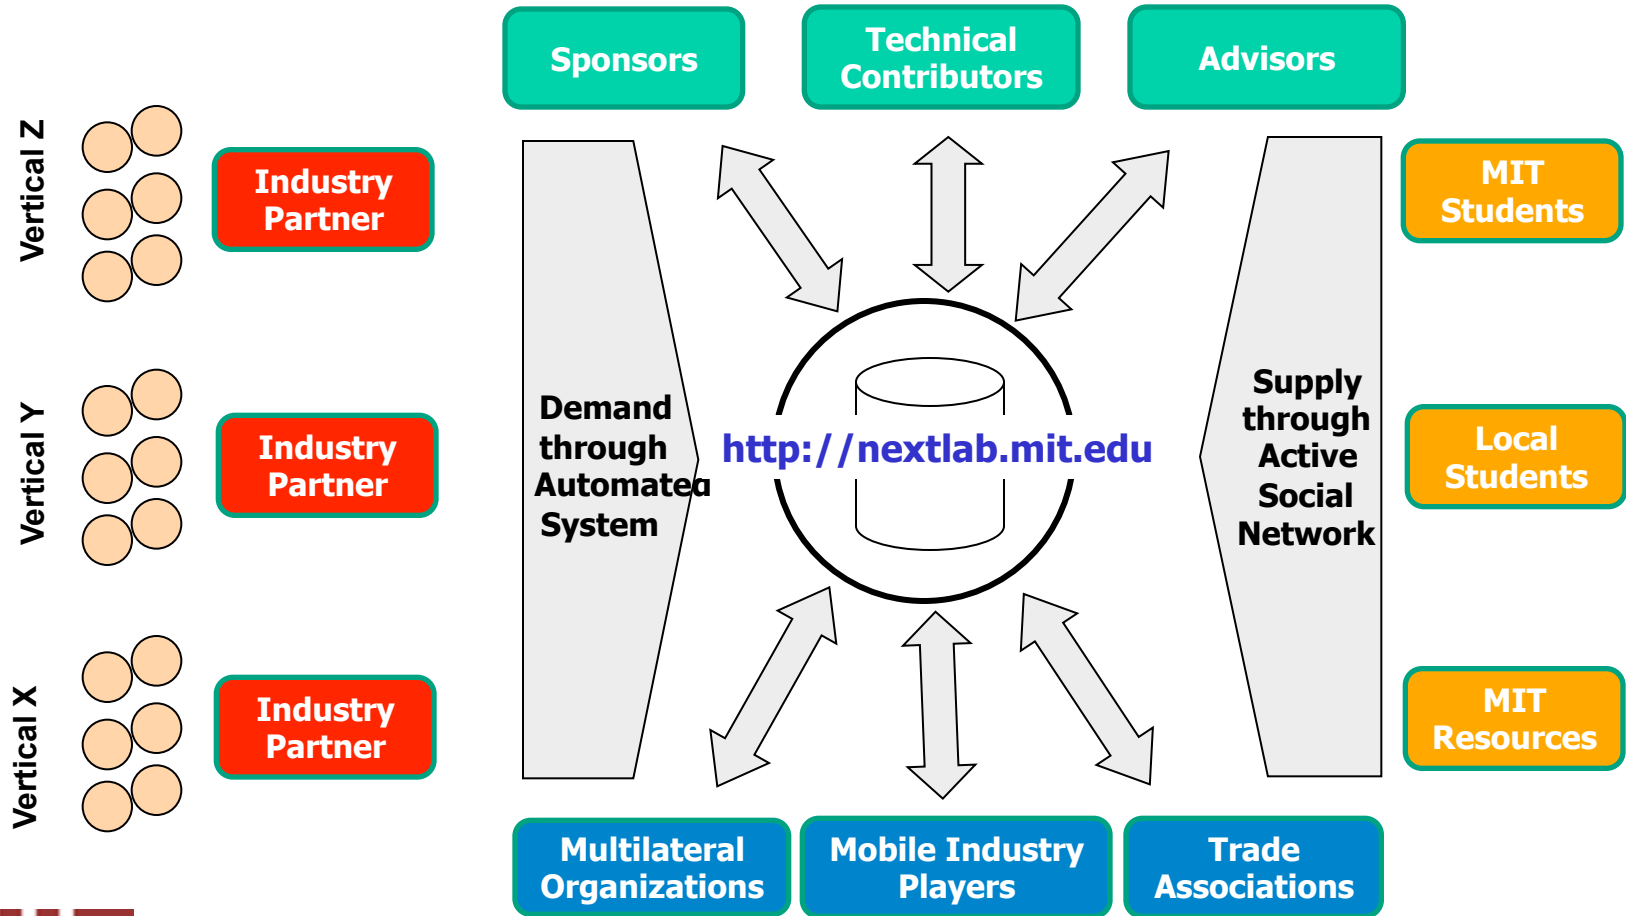 Sponsors
Technical
Contributors
Advisors
Vertical Z
Industry
Partner
MIT
Students
Vertical Y
Industry
Partner
Demand
through
Automated
System
http://nextlab.mit.edu
Supply
through
Active
Social
Network
Local
Students
Vertical X
Industry
Partner
MIT
Resources
Multilateral
Organizations
Mobile Industry
Players
Trade
Associations